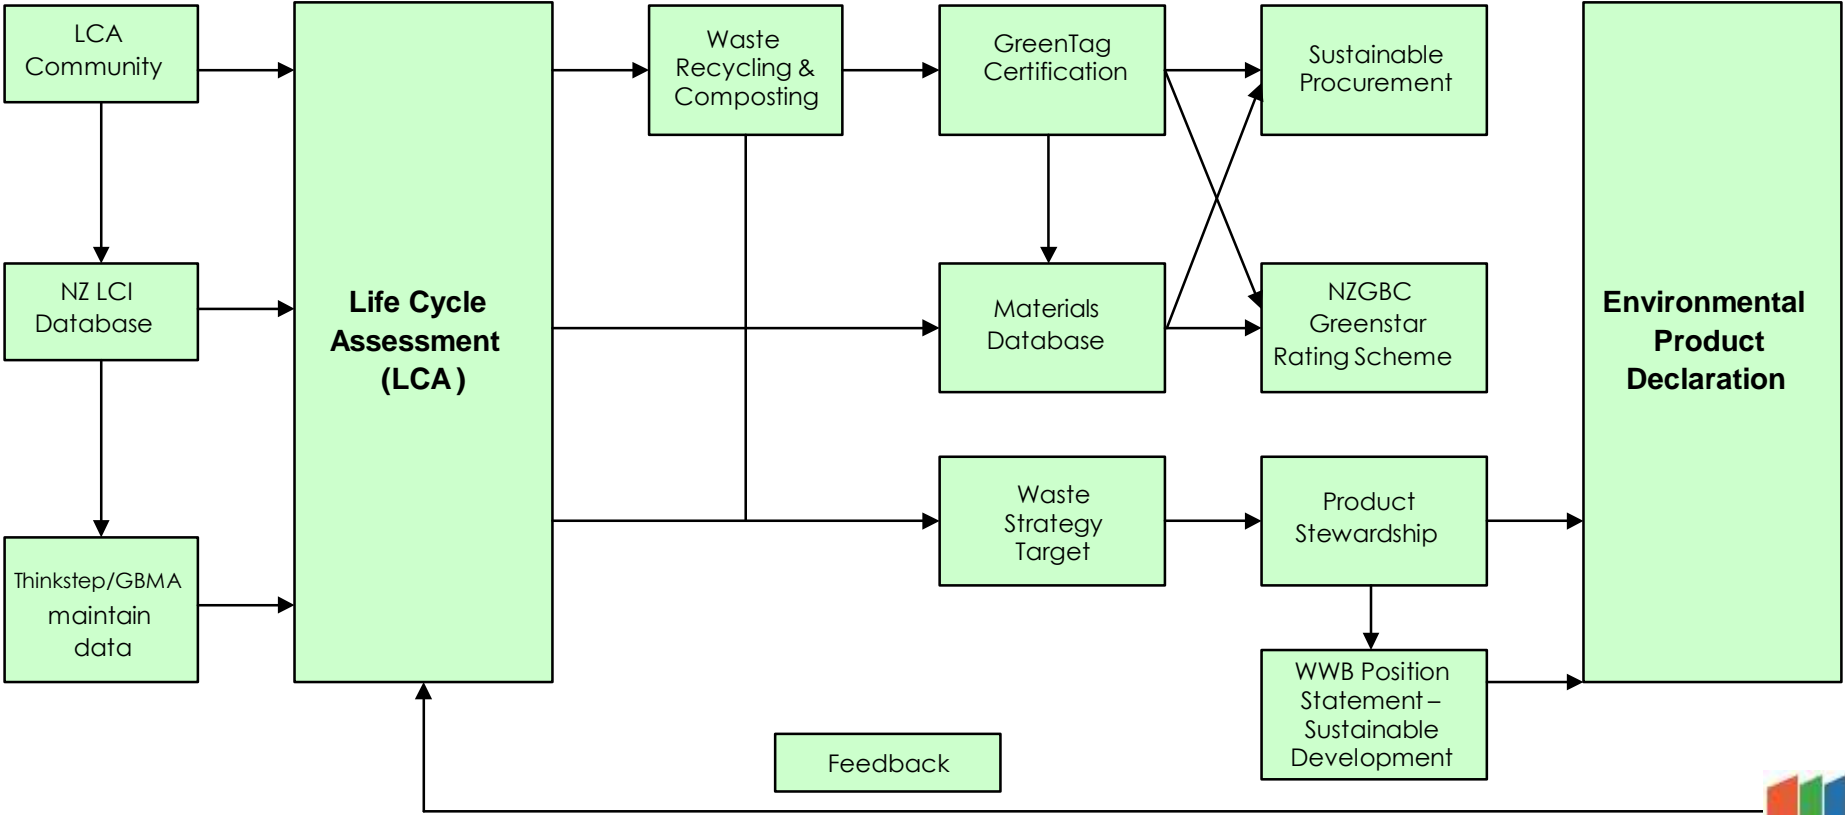 LCA
Community
NZ LCI
Database
Thinkstep/GBMA
maintain
data
Life Cycle
Assessment
(LCA)
Waste
Recycling &
Composting
GreenTag
Certification
Sustainable
Procurement
Materials
Database
NZGBC
Greenstar
Rating Scheme
Waste
Strategy
Target
Product
Stewardship
WWB Position
Statement –
Sustainable
Development
Environmental
Product
Declaration
Feedback